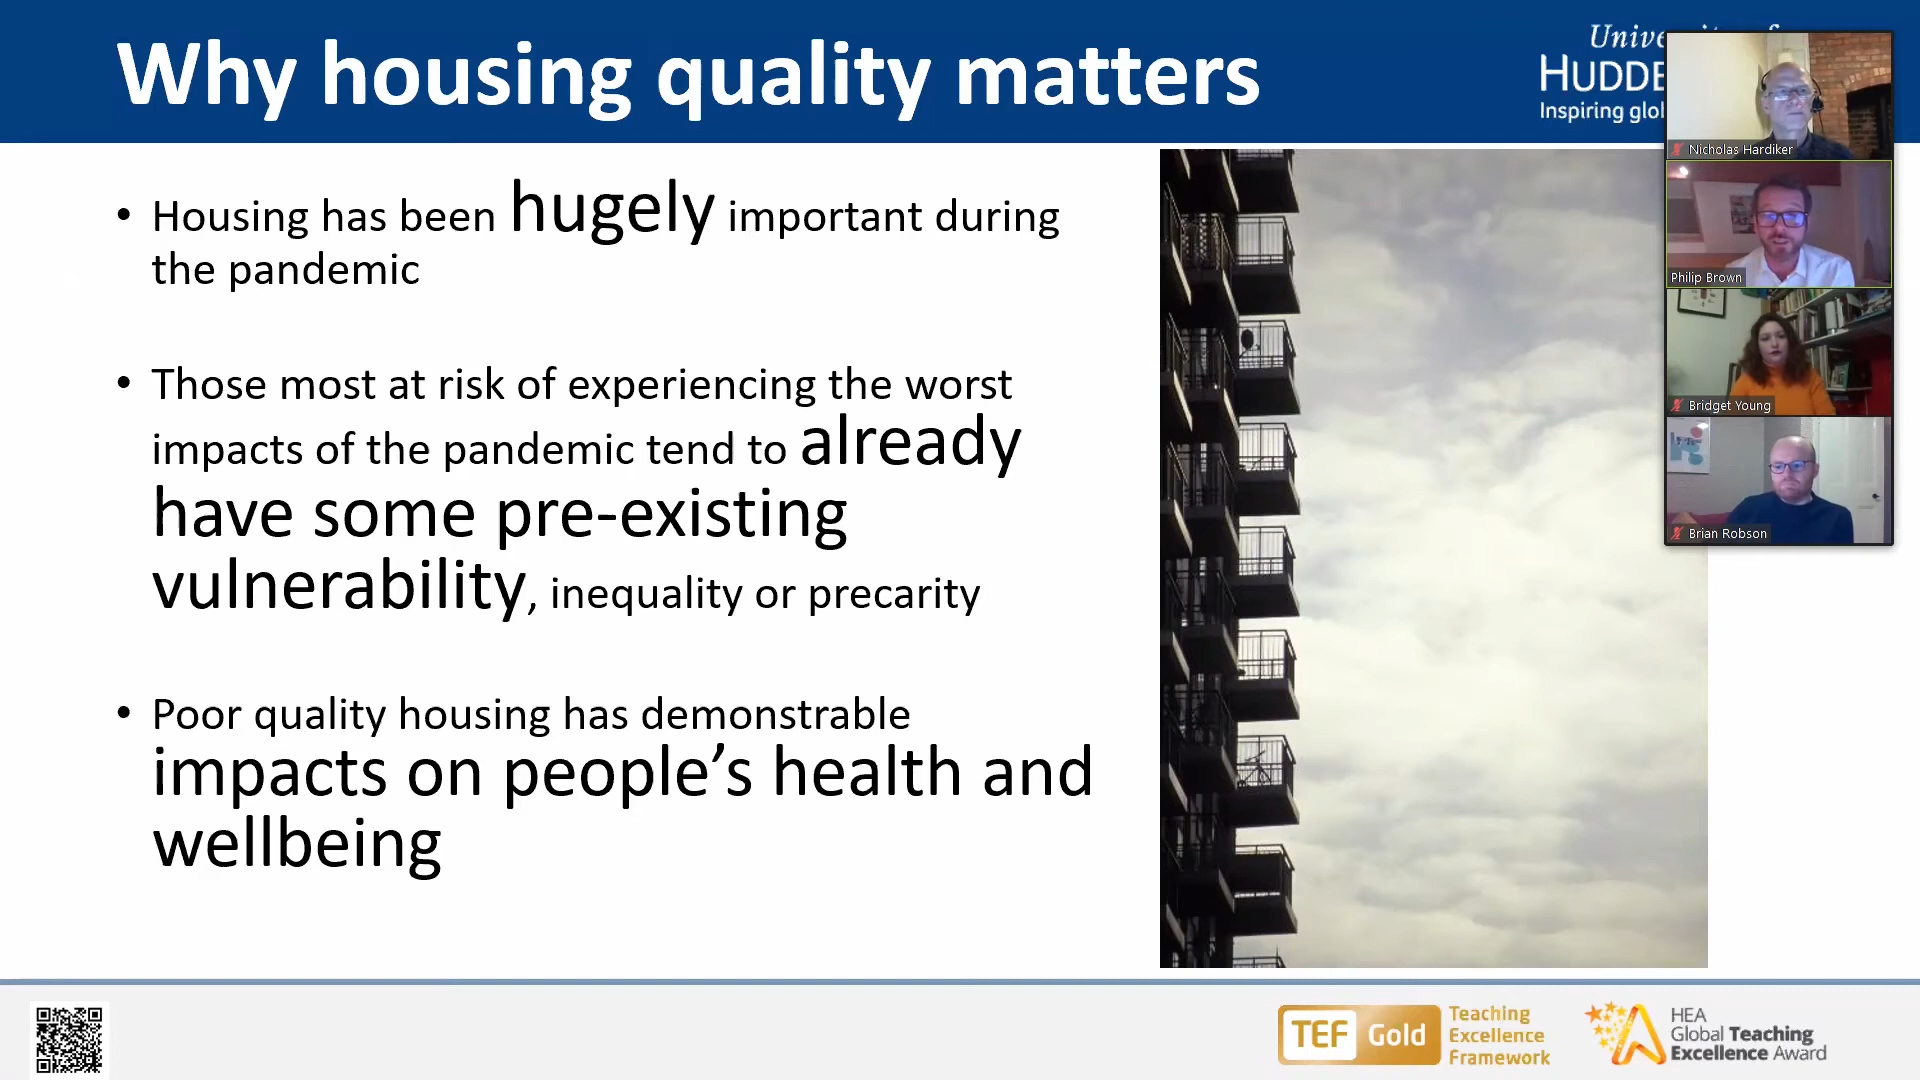 Why housing quality matters
HUDDE
Inspiring
Nicholas Hardiker
Philip Brown
Bridget Young
Brian Robson
• Housing has been hugely important during
the pandemic
• Those most at risk of experiencing the worst
impacts of the pandemic tend to already
have some pre-existing
vulnerability, inequality or precarity
• Poor quality housing has demonstrable
impacts on people’s health and
wellbeing
TEF Gold
Teaching
Excellence
Framework
HEA
Global Teaching
Excellence Award